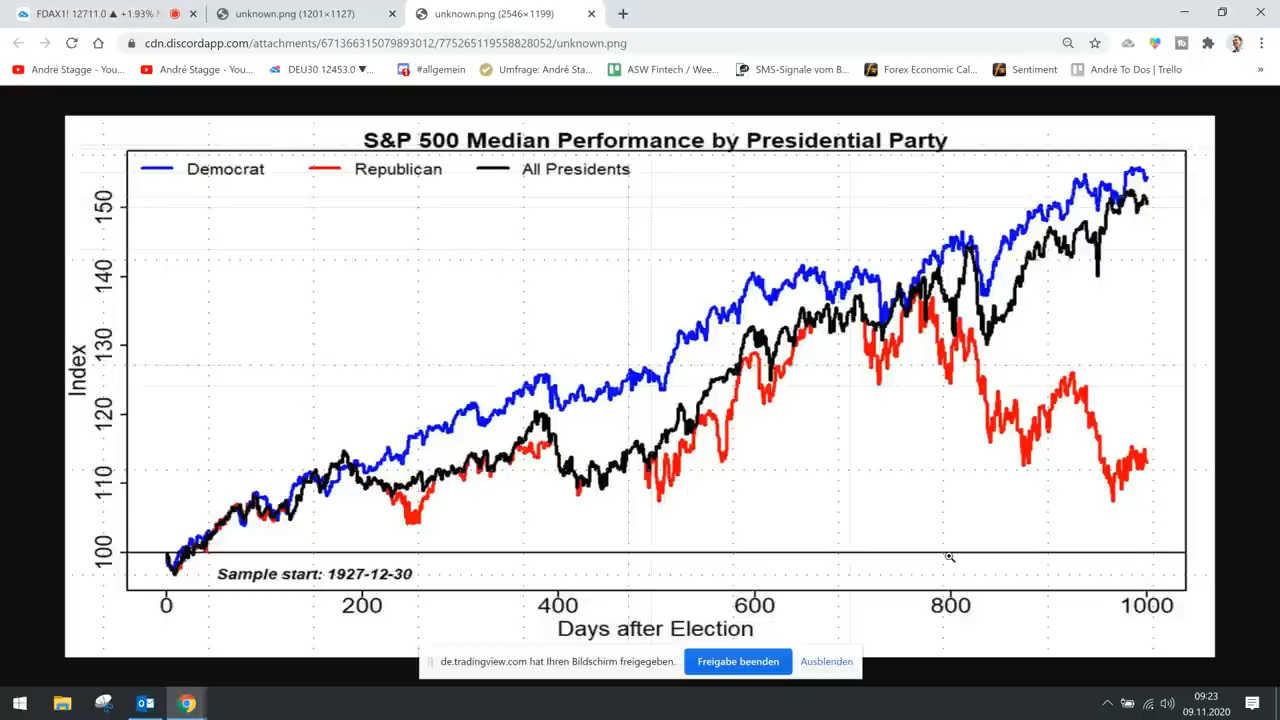 FDAX1! 12711.0 ▲ +1.93% N
unknown.png (1201×1127)
unknown.png (2546×1199)
cdn.discordapp.com/attachments/671366315079893012/775265119558828052/unknown.png
André Stagge - You...
André Stagge - You...
DEU30 12453.0 ▼...
#allgemein
Umfrage: André Sta...
ASW Fintech / Wee...
SMS-Signale vom B...
Forex Economic Cal...
Sentiment
André To Dos | Trello
»
S&P 500 Median Performance by Presidential Party
Democrat
Republican
All Presidents
Index
150
140
130
120
110
100
Sample start: 1927-12-30
0
200
400
600
800
1000
Days after Election
de.tradingview.com hat Ihren Bildschirm freigegeben.
Freigabe beenden
Ausblenden
09:23
09.11.2020